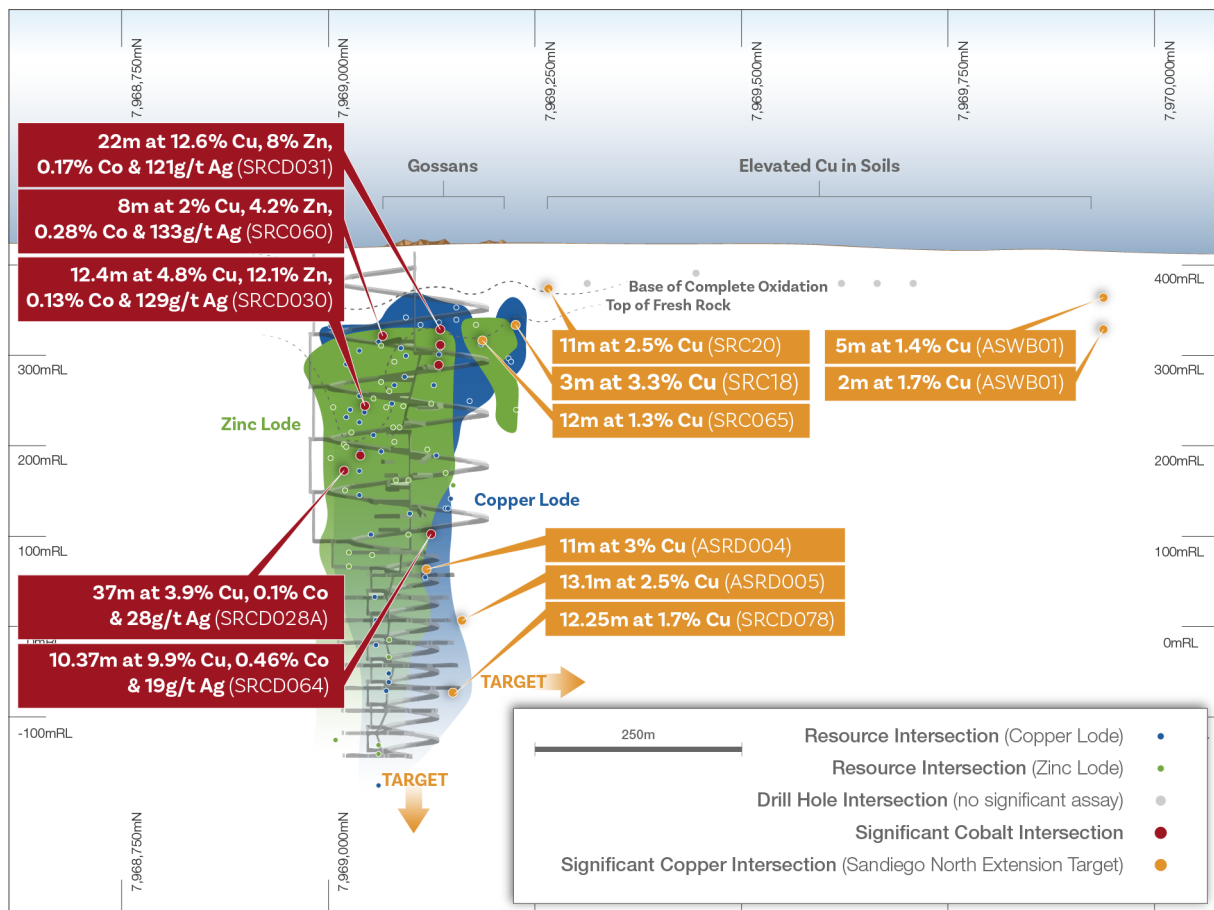 7,968,750mN
7,969,000mN
7,969,250mN
7,969,500mN
7,969,750mN
7,970,000mN
22m at 12.6% Cu, 8% Zn,
0.17% Co & 121g/t Ag (SRCD031)
8m at 2% Cu, 4.2% Zn,
0.28% Co & 133g/t Ag (SRC060)
12.4m at 4.8% Cu, 12.1% Zn,
0.13% Co & 129g/t Ag (SRCD030)
Gossans
Elevated Cu in Soils
400mRL
Base of Complete Oxidation
Top of Fresh Rock
11m at 2.5% Cu (SRC20)
3m at 3.3% Cu (SRC18)
12m at 1.3% Cu (SRC065)
5m at 1.4% Cu (ASWB01)
2m at 1.7% Cu (ASWB01)
300mRL
300mRL
Zinc Lode
200mRL
200mRL
Copper Lode
100mRL
100mRL
11m at 3% Cu (ASRD004)
13.1m at 2.5% Cu (ASRD005)
12.25m at 1.7% Cu (SRCD078)
37m at 3.9% Cu, 0.1% Co
& 28g/t Ag (SRCD028A)
0mRL
10.37m at 9.9% Cu, 0.46% Co
& 19g/t Ag (SRCD064)
TARGET
-100mRL
TARGET
250m
Resource Intersection (Copper Lode)
Resource Intersection (Zinc Lode)
Drill Hole Intersection (no significant assay)
Significant Cobalt Intersection
Significant Copper Intersection (Sandiego North Extension Target)
7,968,750mN
7,969,000mN